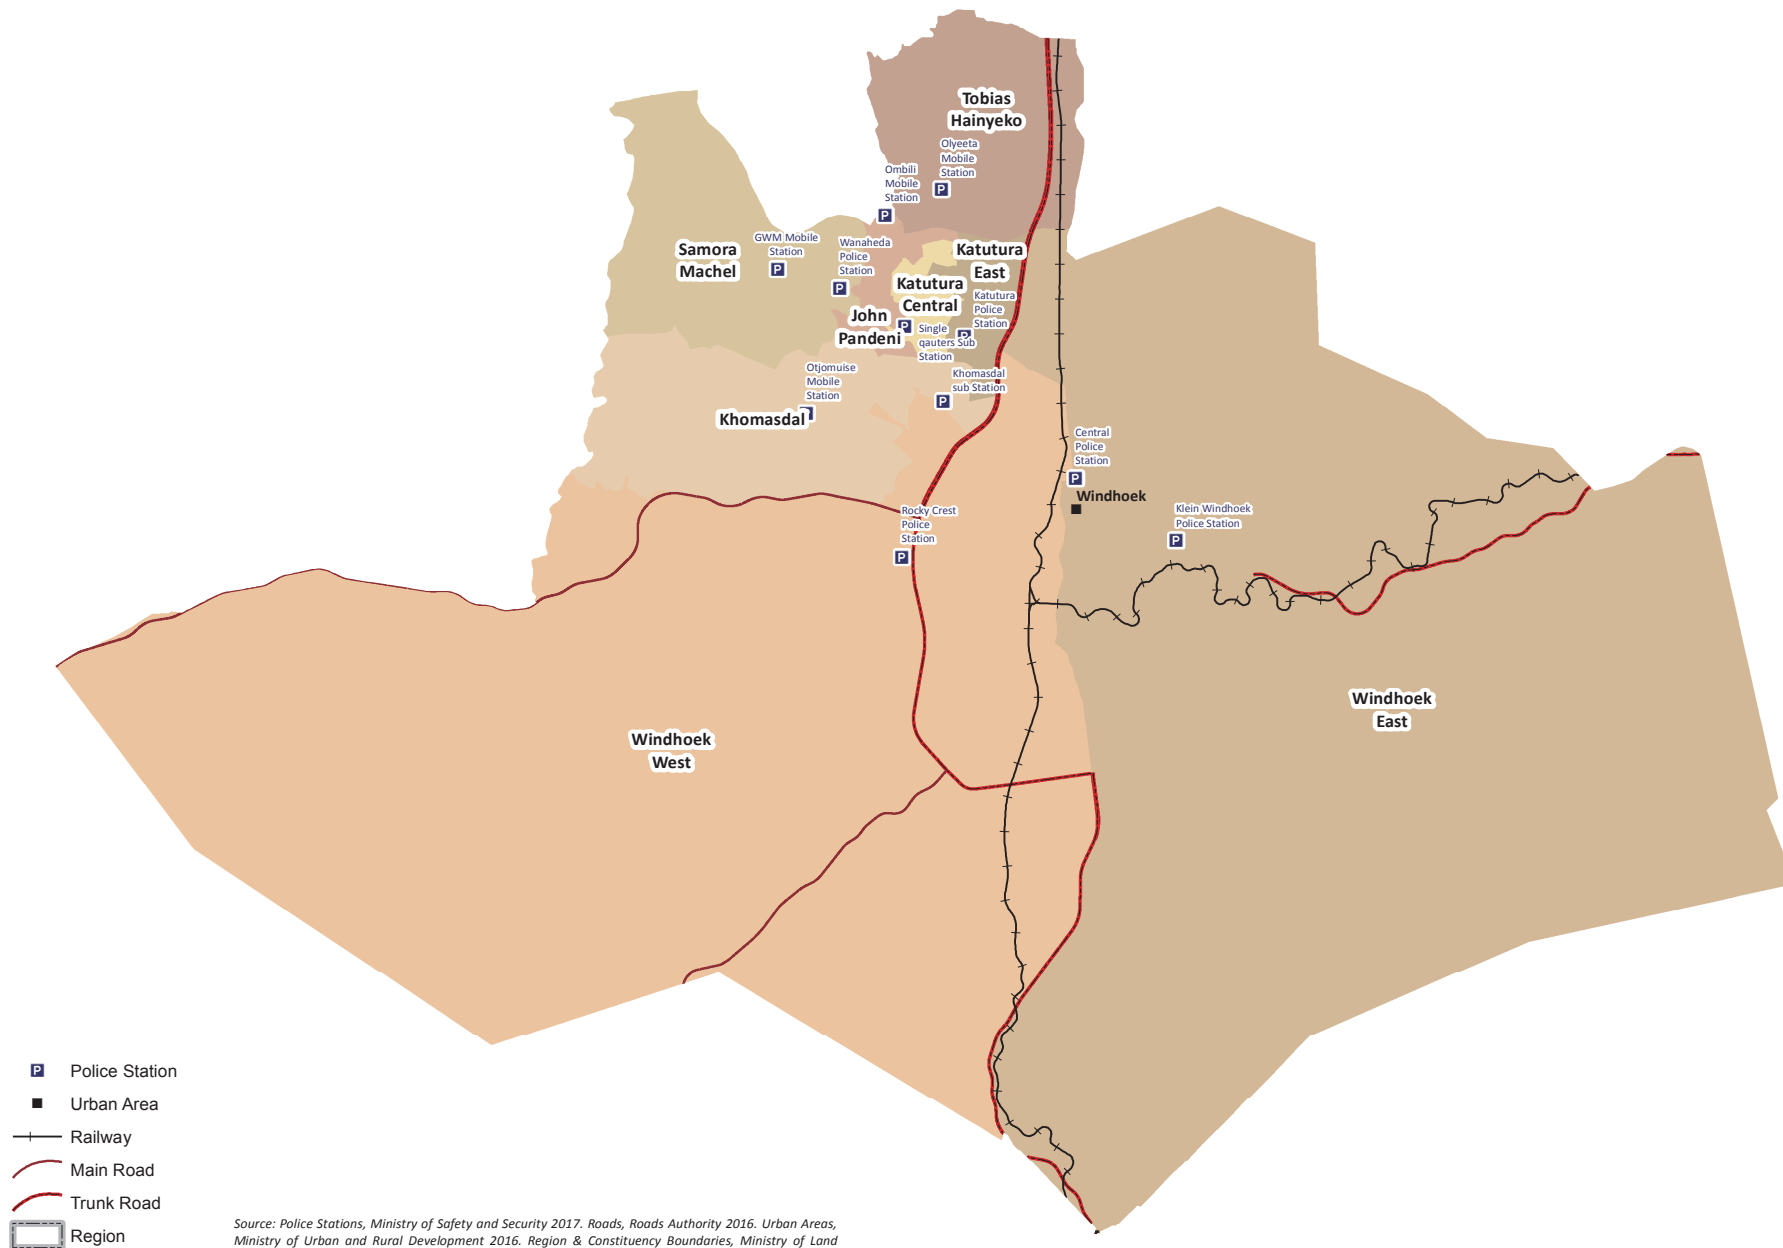 Tobias
Hainyeko
Olyeeta
Mobile
Station
Ombili
Mobile
Station
GWM Mobile
Station
Samora
Machel
Wanaheda
Police
Station
Katutura
East
Katutura
Central
Katutura
Police
Station
John
Pandeni
Single
qauters Sub
Station
Otjomuise
Mobile
Station
Khomasdal
sub Station
Khomasdal
Central
Police
Station
Windhoek
Rocky Crest
Police
Station
Klein Windhoek
Police Station
Windhoek
East
Windhoek
West
P Police Station
Urban Area
Railway
Main Road
Trunk Road
Region
Source: Police Stations, Ministry of Safety and Security 2017. Roads, Roads Authority 2016. Urban Areas,
Ministry of Urban and Rural Development 2016. Region & Constituency Boundaries, Ministry of Land